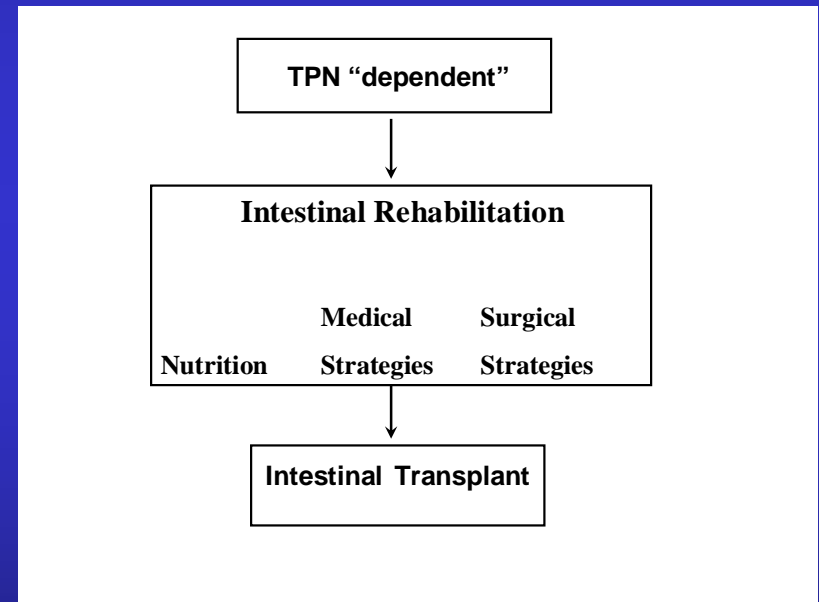 TPN “dependent”
Intestinal Rehabilitation
Medical Surgical
Nutrition Strategies Strategies
Intestinal Transplant